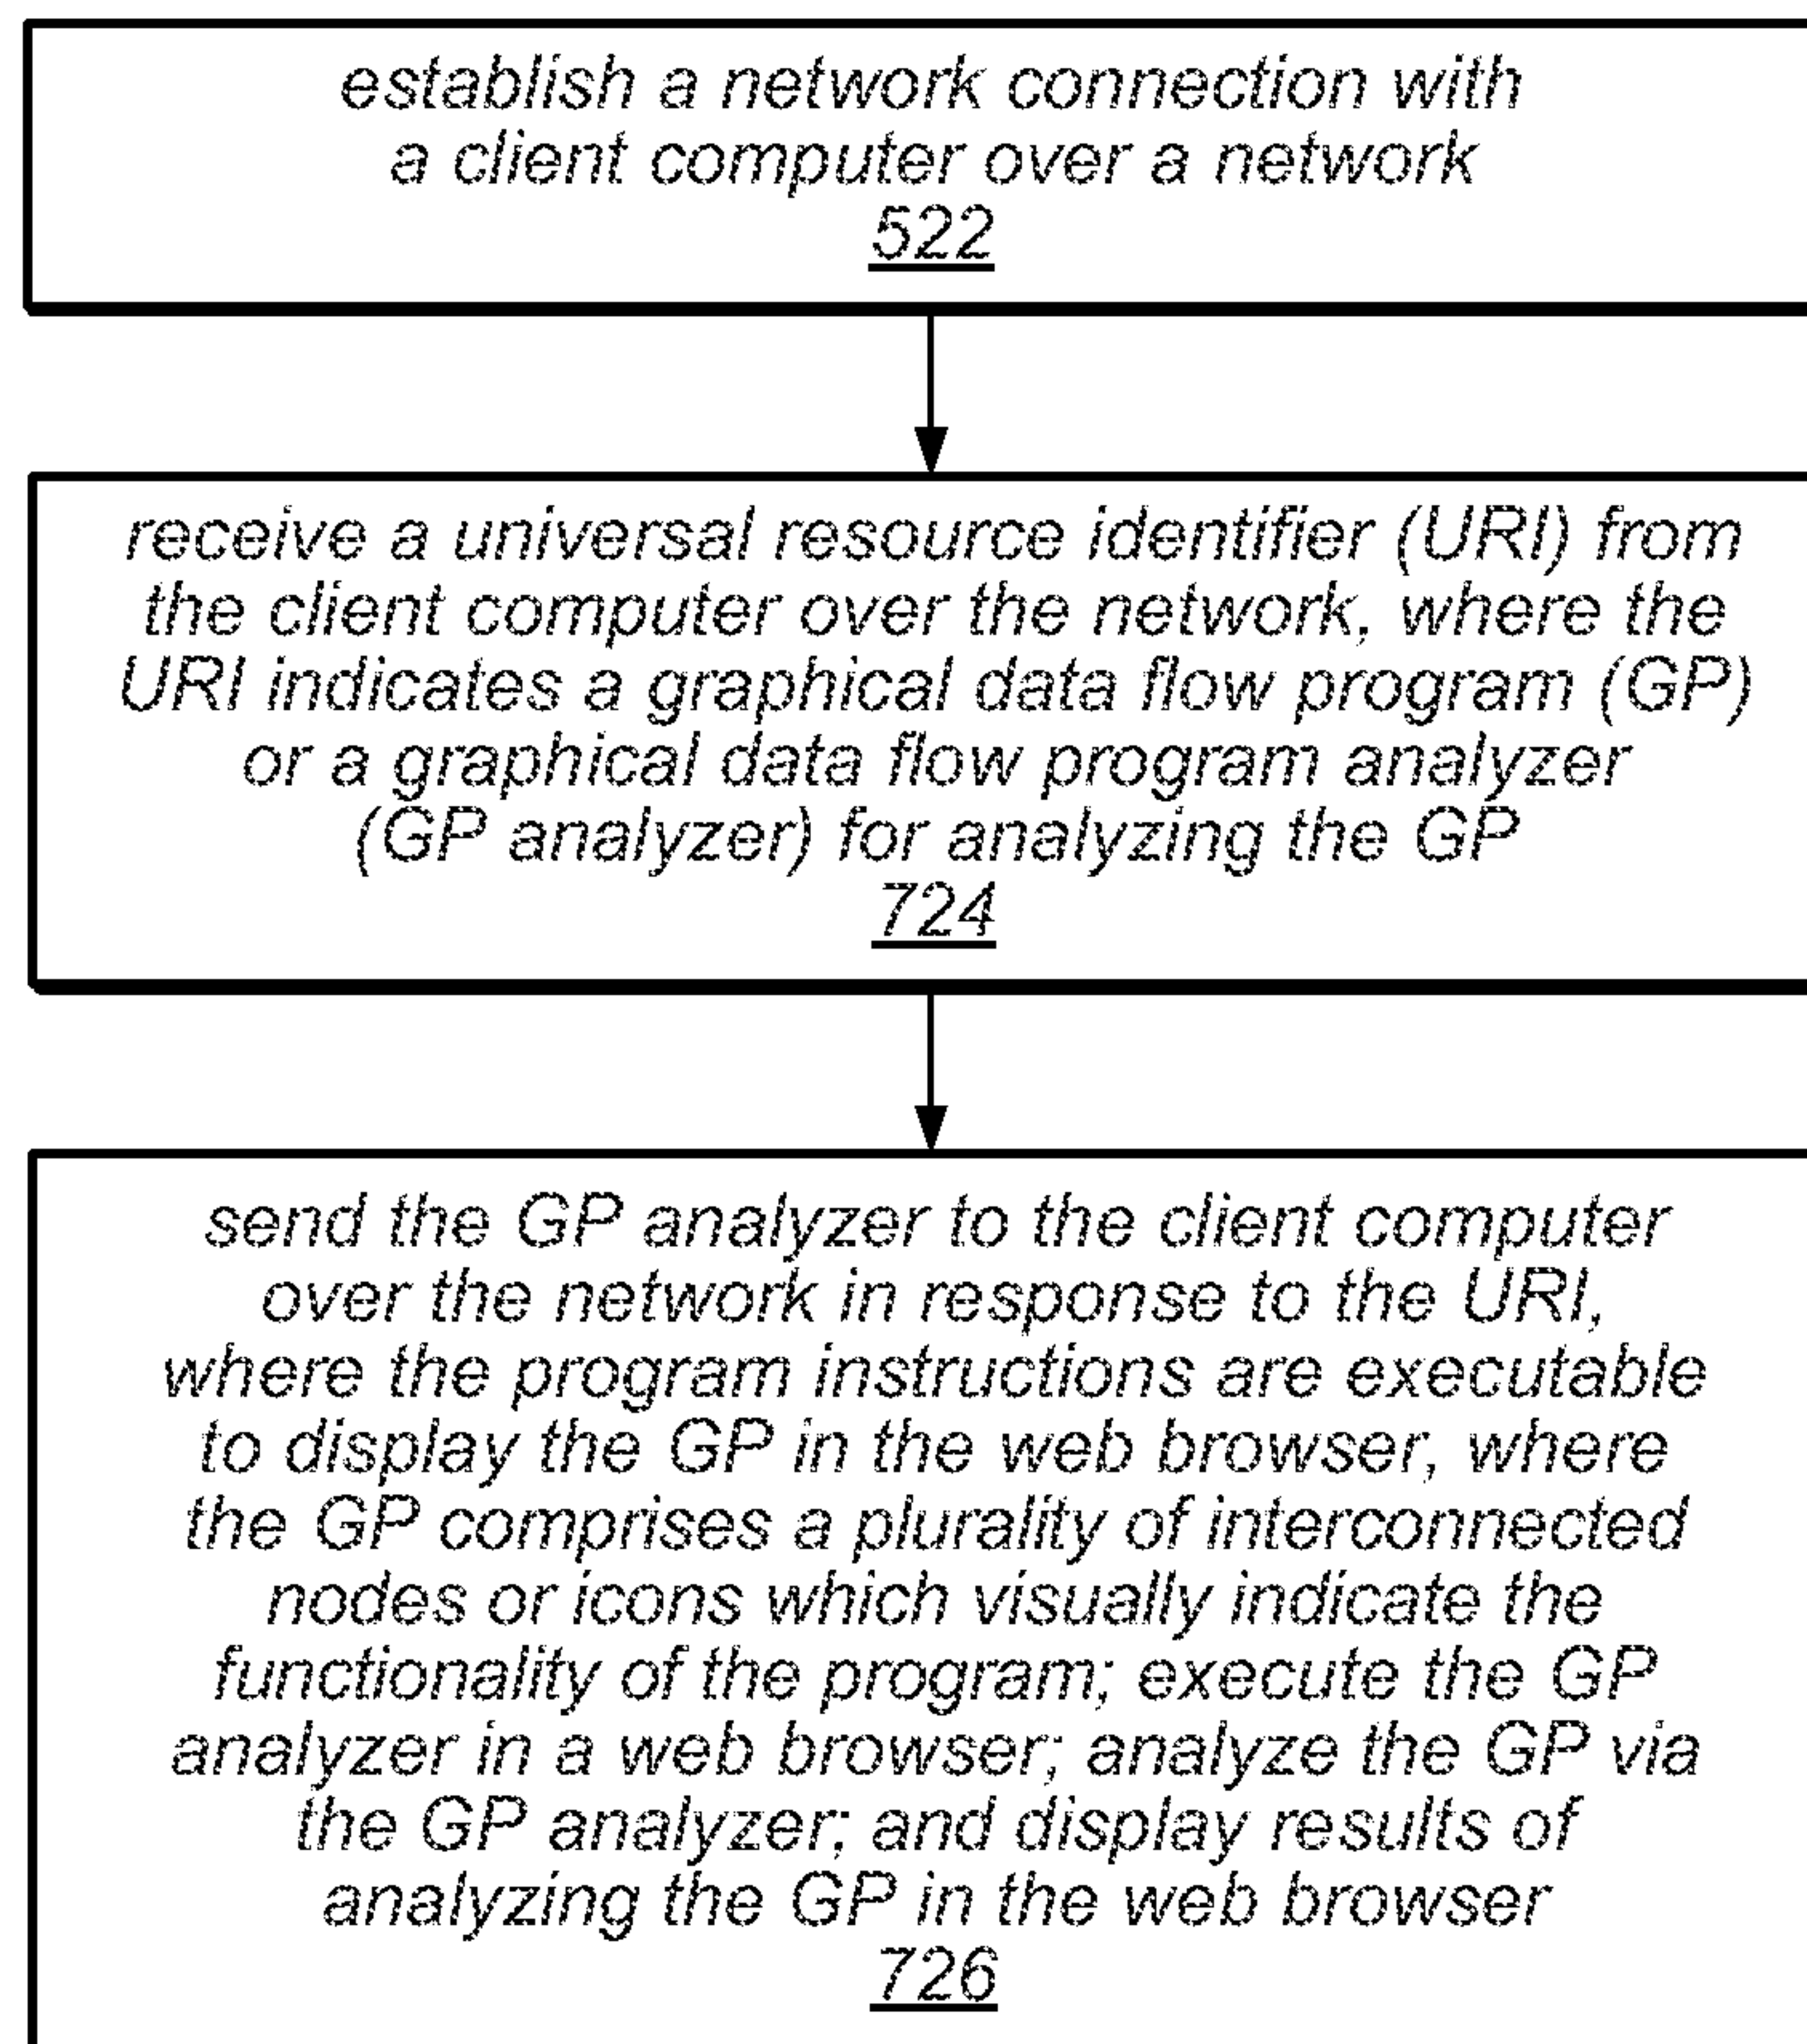 establish a network connection with
a client computer over a network
522
receive a universal resource identifier (URI) from
the client computer over the network, where the
URI indicates a graphical data flow program (GP)
or a graphical data flow program analyzer
(GP analyzer) for analyzing the GP
724
send the GP analyzer to the client computer
over the network in response to the URI,
where the program instructions are executable
to display the GP in the web browser, where
the GP comprises a plurality of interconnected
nodes or icons which visually indicate the
functionality of the program; execute the GP
analyzer in a web browser; analyze the GP via
the GP analyzer; and display results of
analyzing the GP in the web browser
726